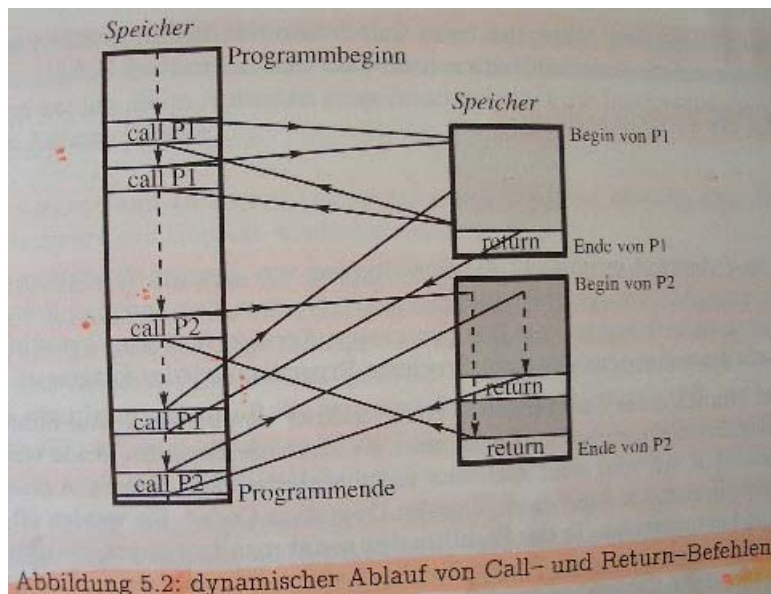 Speicher
Programmbeginn
call P1
call P1
call P2
call P1
call P2
Programmende
Speicher
Begin von P1
return
Ende von P1
Begin von P2
return
return
Ende von P2
Abbildung 5.2: dynamischer Ablauf von Call- und Return-Befehlen